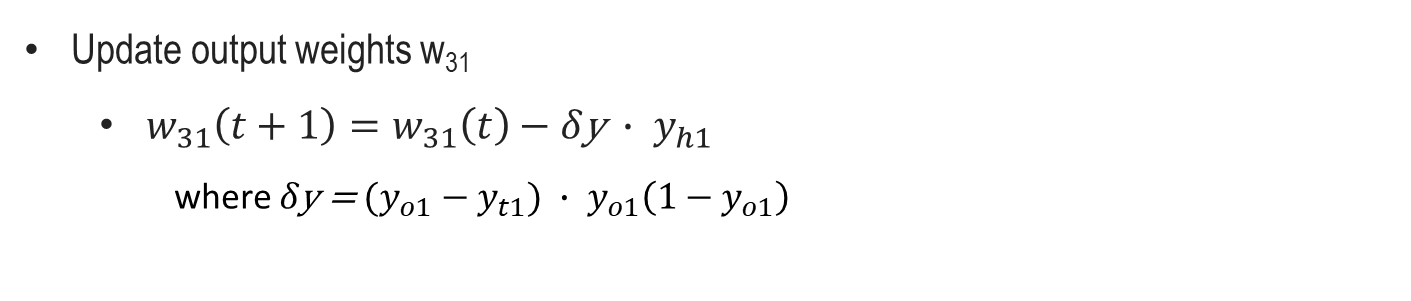 • Update output weights w₃₁
• w₃₁(t + 1) = w₃₁(t) − δy · yₕ₁
where δy = (yₒ₁ − yₜ₁) · yₒ₁(1 − yₒ₁)